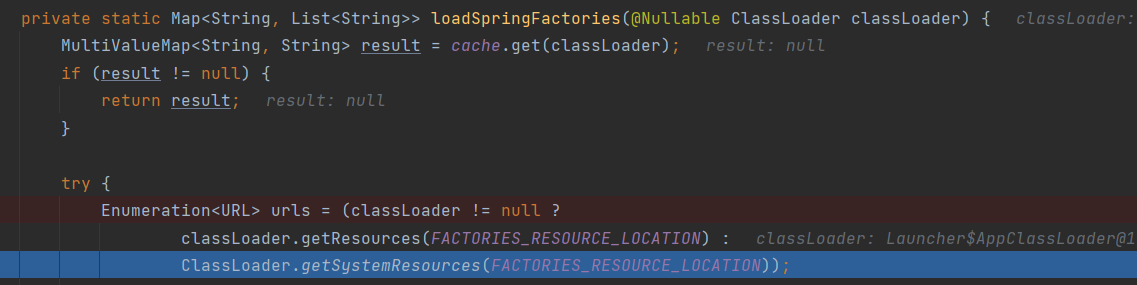 private static Map<String, List<String>> loadSpringFactories(@Nullable ClassLoader classLoader) { classLoader:
MultiValueMap<String, String> result = cache.get(classLoader); result: null
if (result != null) {
return result; result: null
}
try {
Enumeration<URL> urls = (classLoader != null ?
classLoader.getResources(FACTORIES_RESOURCE_LOCATION) : classLoader: Launcher$AppClassLoader@1
ClassLoader.getSystemResources(FACTORIES_RESOURCE_LOCATION));